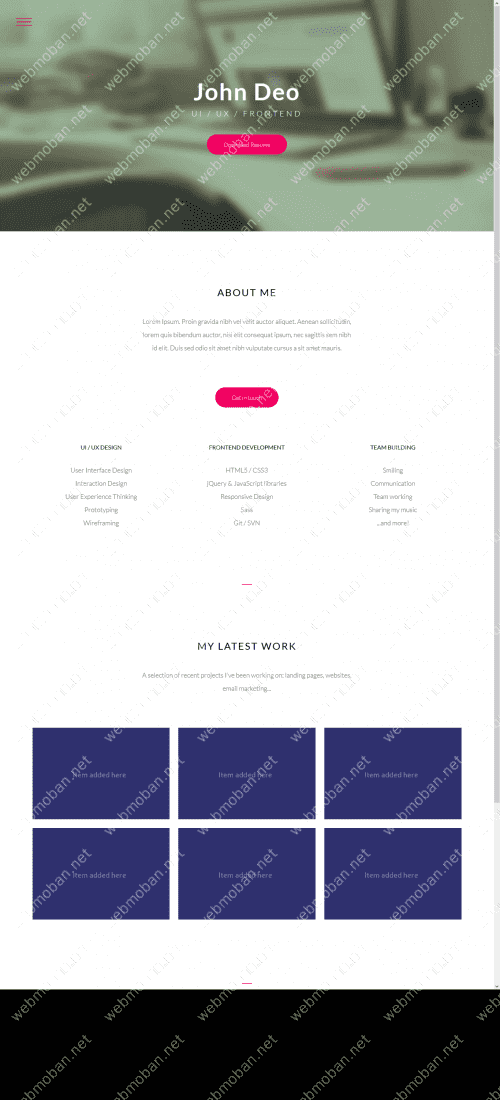 John Deo
UI / UX / FRONTEND
Download Resume
ABOUT ME
Lorem Ipsum. Proin gravida nibh vel velit auctor aliquet. Aenean sollicitudin,
lorem quis bibendum auctor, nisi elit consequat ipsum, nec sagittis sem nibh
id elit. Duis sed odio sit amet nibh vulputate cursus a sit amet mauris.
Get in touch
UI / UX DESIGN
User Interface Design
Interaction Design
User Experience Thinking
Prototyping
Wireframing
FRONTEND DEVELOPMENT
HTML5 / CSS3
jQuery & JavaScript libraries
Responsive Design
Sass
Git / SVN
TEAM BUILDING
Smiling
Communication
Team working
Sharing my music
...and more!
MY LATEST WORK
A selection of recent projects I've been working on: landing pages, websites,
email marketing...
Item added here
Item added here
Item added here
Item added here
Item added here
Item added here
webmoban.net